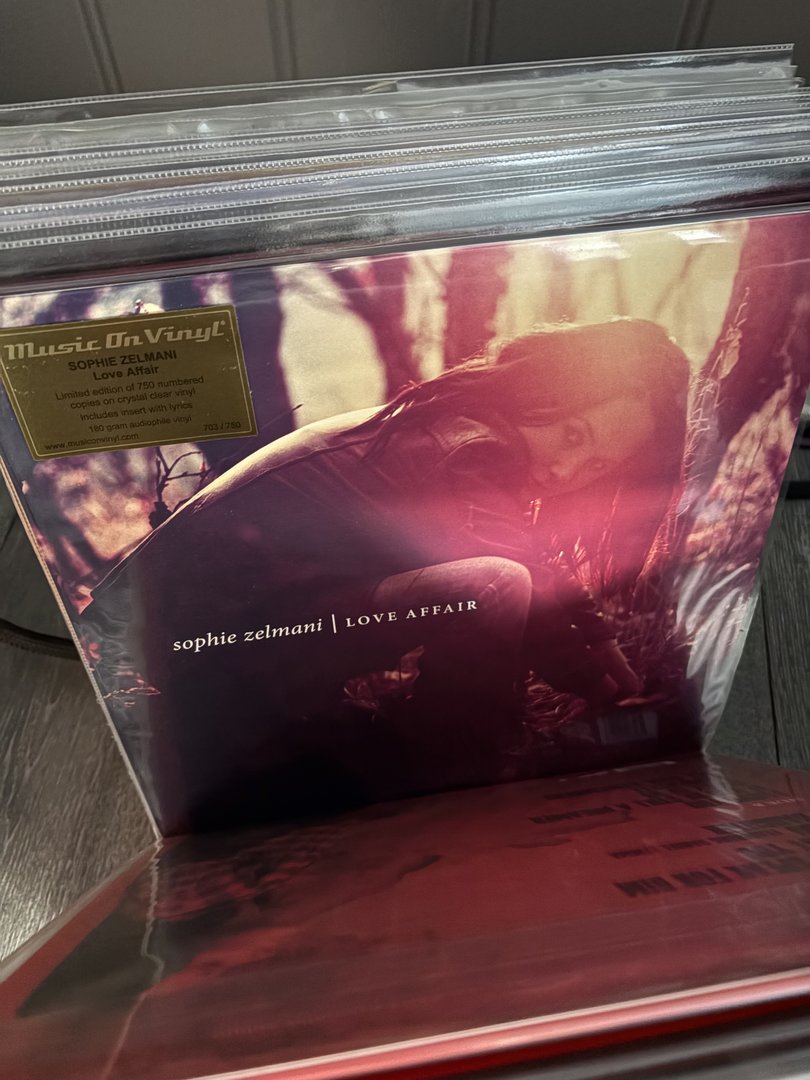 Music On Vinyl®
SOPHIE ZELMANI
Love Affair
Limited edition of 750 numbered
copies on crystal clear vinyl
Includes insert with lyrics
180 gram audiophile vinyl
www.musiconvinyl.com 703 / 750
sophie zelmani | LOVE AFFAIR